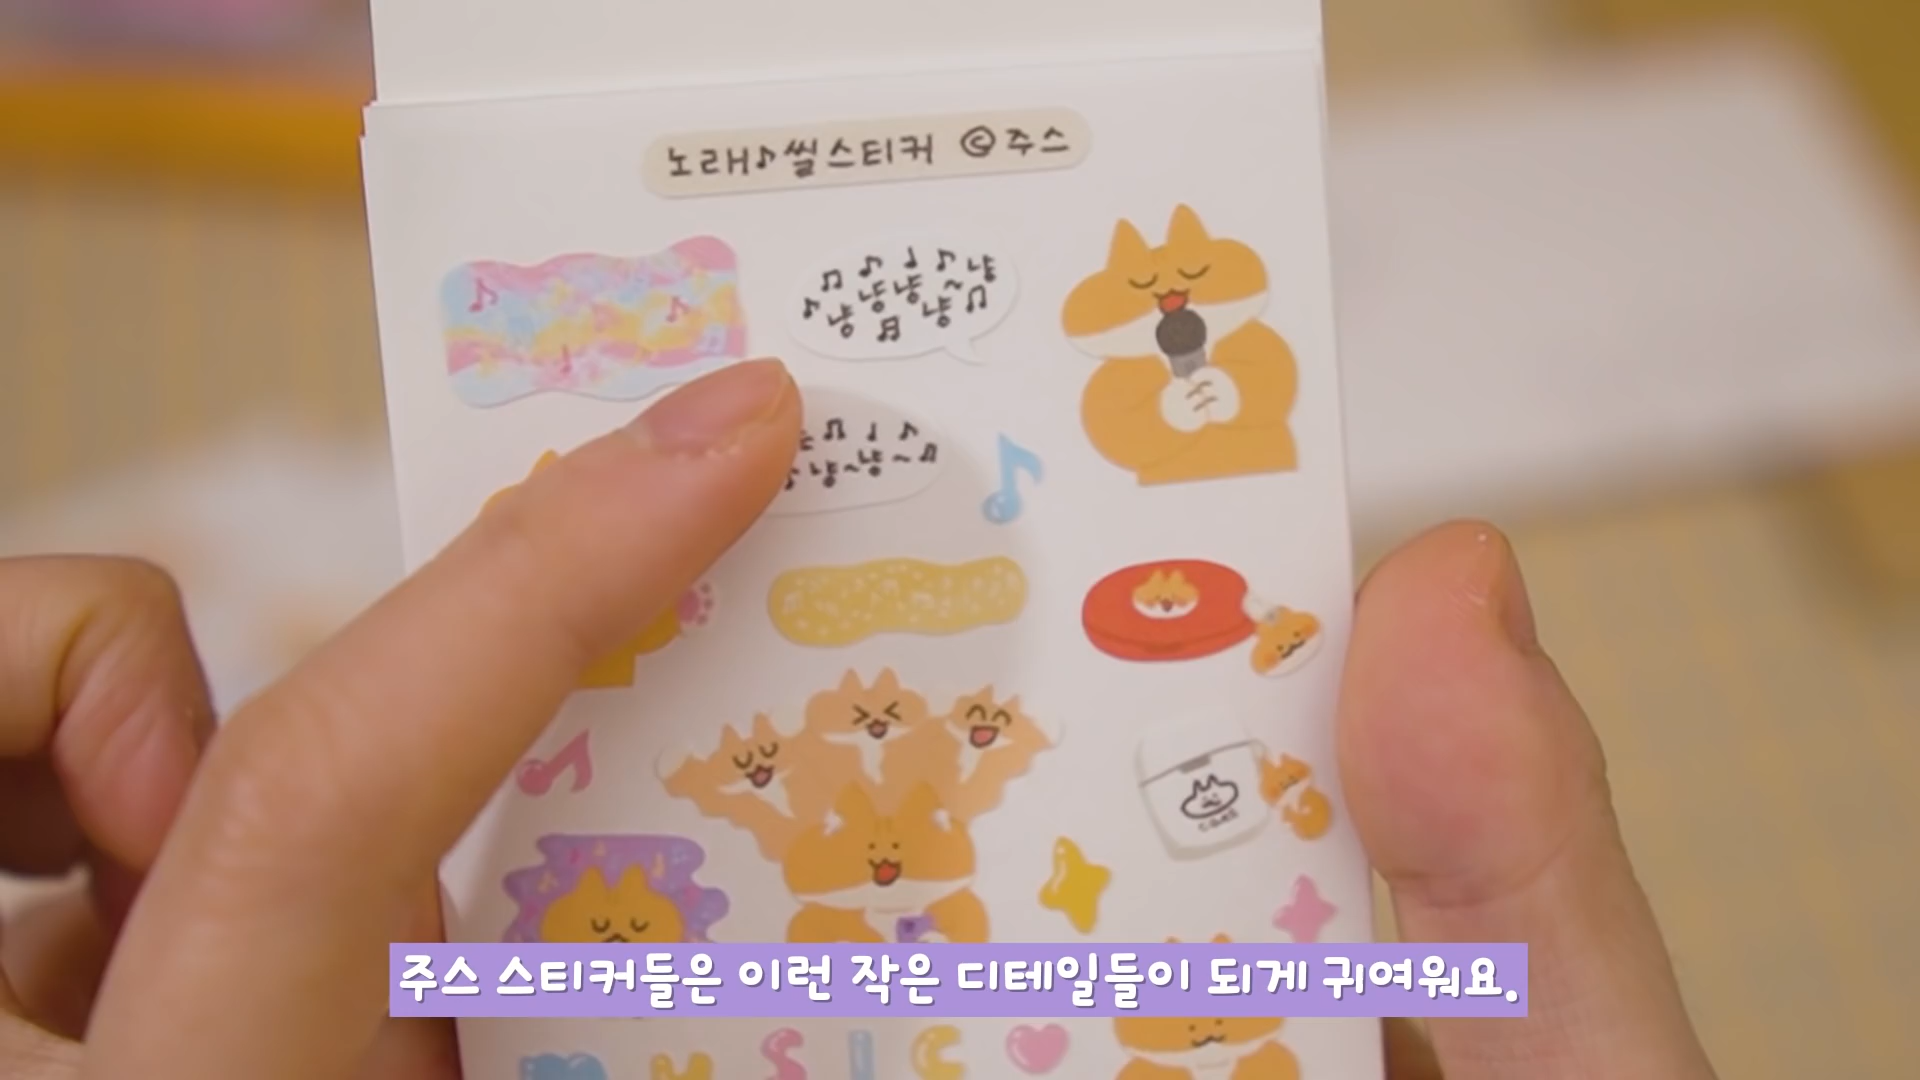 노래♪씰스티커 ©주스
♫ ♪ ♩ ♪ 냥
♪ 냥 냥 냥 ~ 냥 ♫
♫ ♩ ♪
냥~냥~♫
cans
주스 스티커들은 이런 작은 디테일들이 되게 귀여워요.
M U S I C